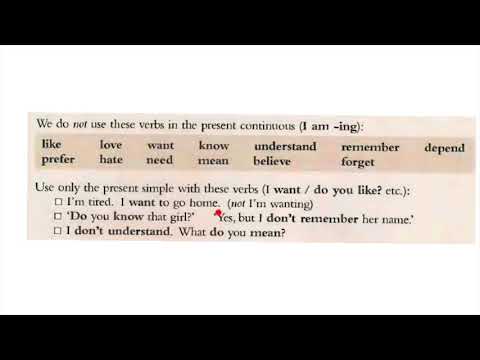 We do not use these verbs in the present continuous (I am -ing):
like love want know understand remember depend
prefer hate need mean believe forget
Use only the present simple with these verbs (I want / do you like? etc.):
□ I'm tired. I want to go home. (not I'm wanting)
□ 'Do you know that girl?' 'Yes, but I don't remember her name.'
□ I don't understand. What do you mean?